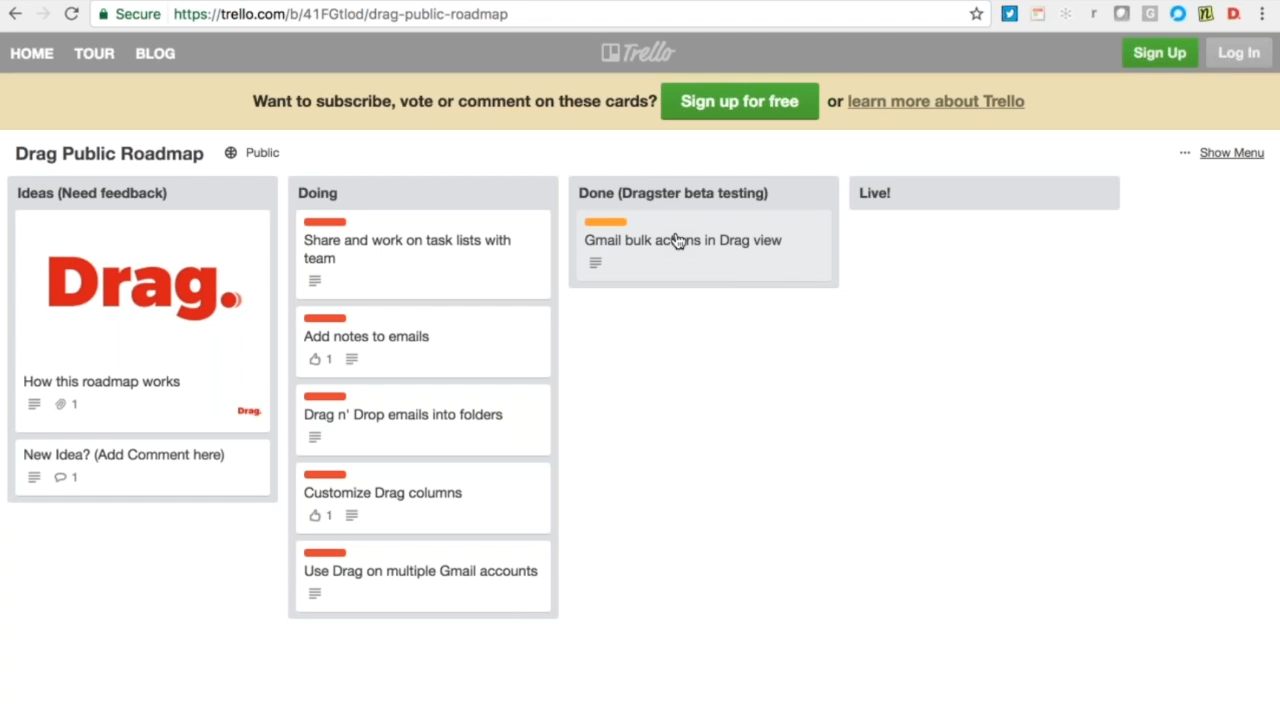 Secure https://trello.com/b/41FGtlod/drag-public-roadmap
HOME TOUR BLOG Trello Sign Up Log In
Want to subscribe, vote or comment on these cards? Sign up for free or learn more about Trello
Drag Public Roadmap Public ··· Show Menu
Ideas (Need feedback)
Drag.
How this roadmap works
1
Drag.
New Idea? (Add Comment here)
1
Doing
Share and work on task lists with
team
Add notes to emails
1
Drag n' Drop emails into folders
Customize Drag columns
1
Use Drag on multiple Gmail accounts
Done (Dragster beta testing)
Gmail bulk actions in Drag view
Live!